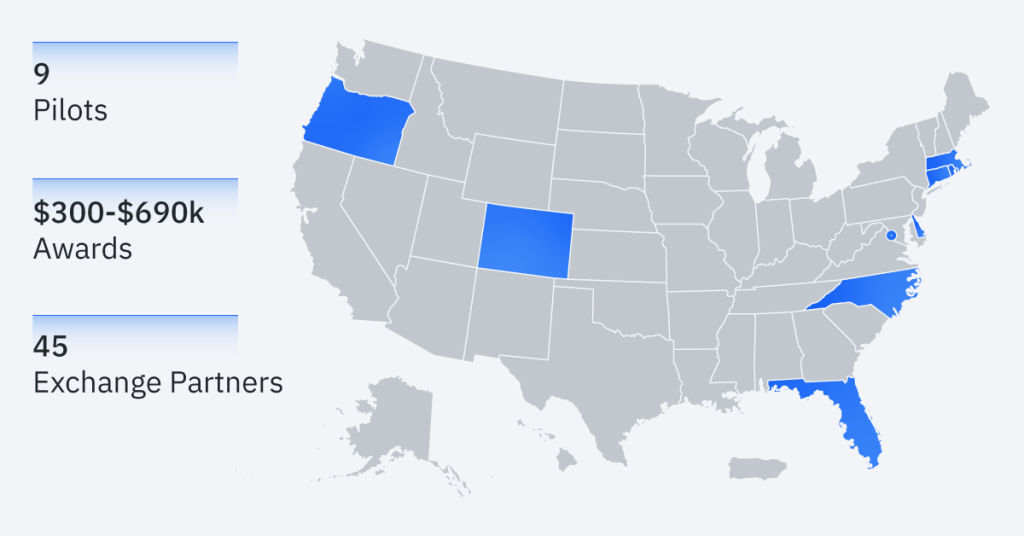 9
Pilots
$300-$690k
Awards
45
Exchange Partners